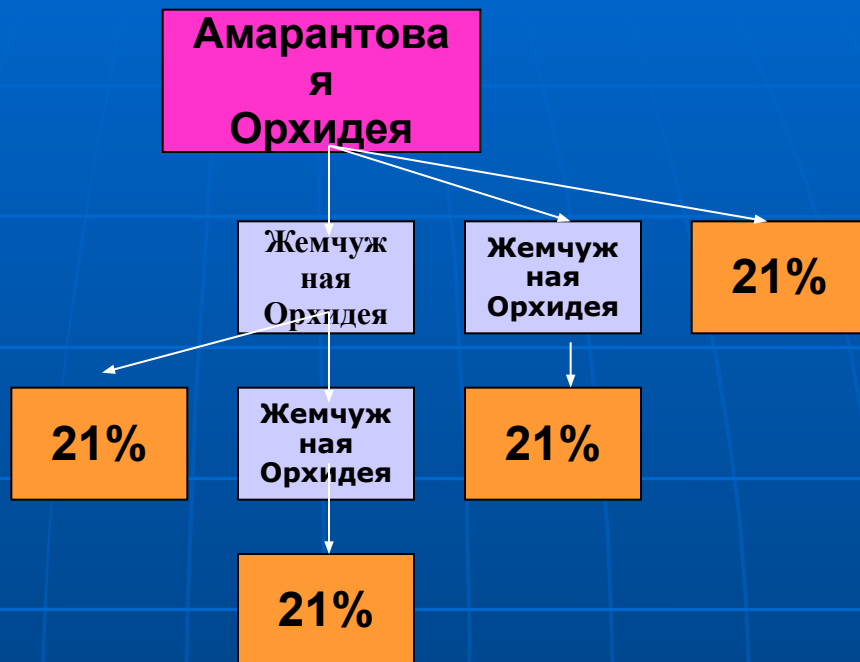 Амарантова
я
Орхидея
Жемчуж
ная
Орхидея
Жемчуж
ная
Орхидея
21%
21%
Жемчуж
ная
Орхидея
21%
21%